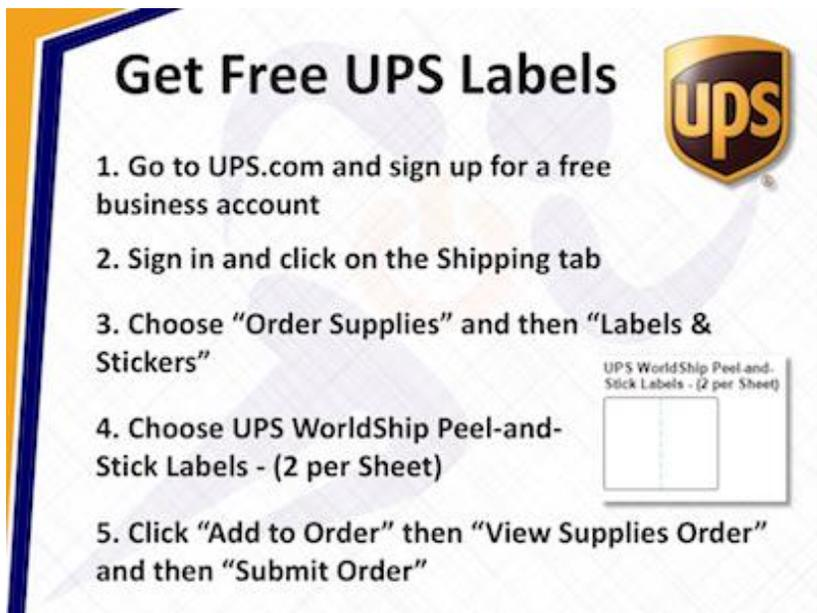 Get Free UPS Labels
ups
®
1. Go to UPS.com and sign up for a free
business account
2. Sign in and click on the Shipping tab
3. Choose “Order Supplies” and then “Labels &
Stickers”
UPS WorldShip Peel-and-
Stick Labels - (2 per Sheet)
4. Choose UPS WorldShip Peel-and-
Stick Labels - (2 per Sheet)
5. Click “Add to Order” then “View Supplies Order”
and then “Submit Order”